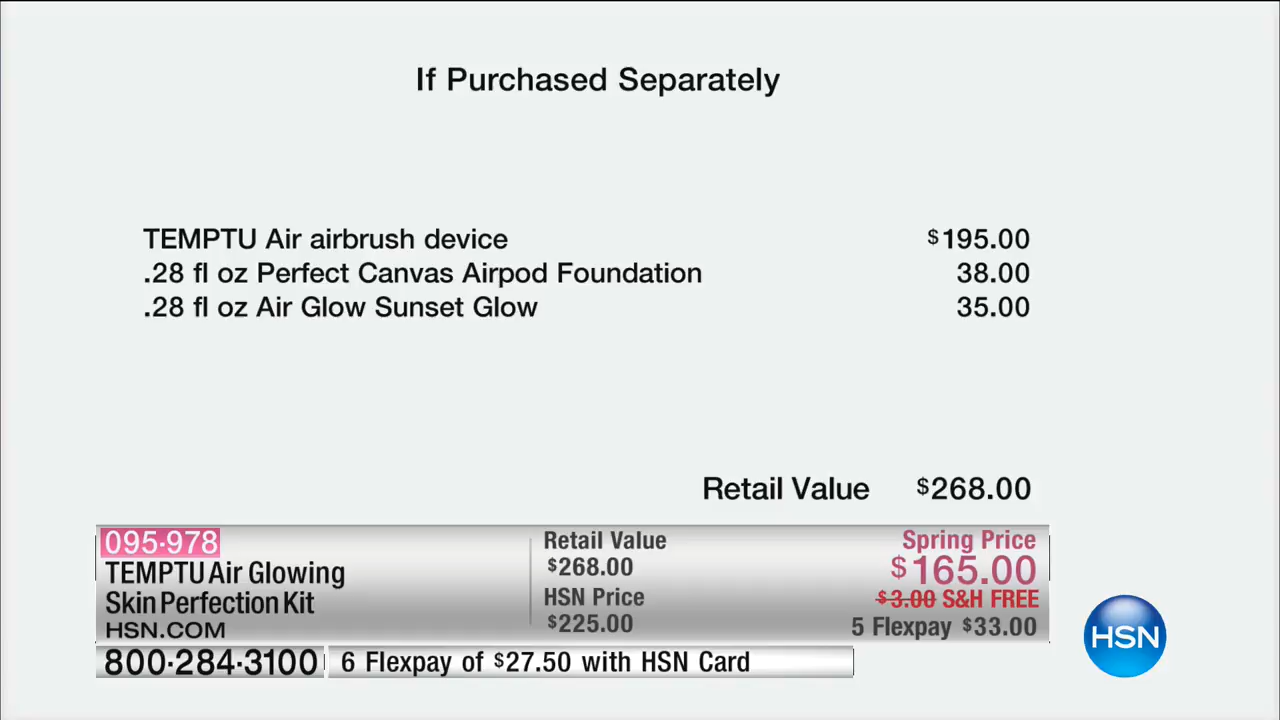 If Purchased Separately
TEMPTU Air airbrush device $195.00
.28 fl oz Perfect Canvas Airpod Foundation 38.00
.28 fl oz Air Glow Sunset Glow 35.00
Retail Value $268.00
095·978
TEMPTU Air Glowing
Skin Perfection Kit
HSN.COM
Retail Value
$268.00
HSN Price
$225.00
Spring Price
$165.00
$3.00 S&H FREE
5 Flexpay $33.00
800·284·3100
6 Flexpay of $27.50 with HSN Card
HSN